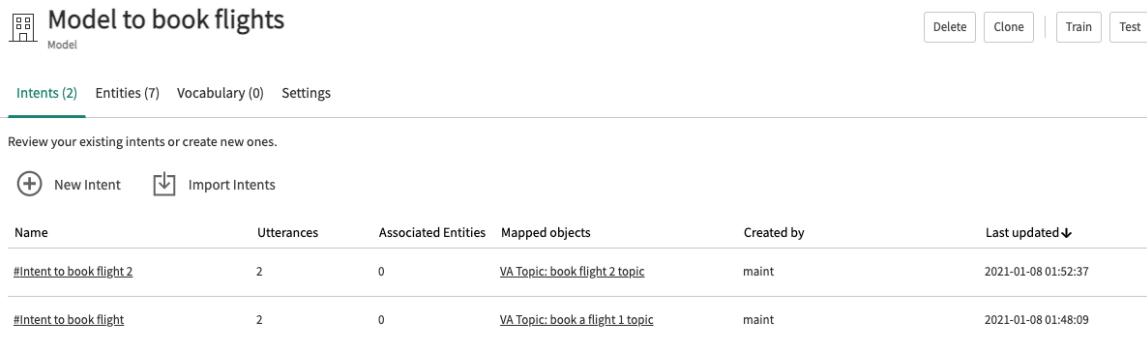 Model to book flights
Model
Delete Clone Train Test
Intents (2) Entities (7) Vocabulary (0) Settings
Review your existing intents or create new ones.
New Intent Import Intents
Name Utterances Associated Entities Mapped objects Created by Last updated
#Intent to book flight 2 2 0 VA Topic: book flight 2 topic maint 2021-01-08 01:52:37
#Intent to book flight 2 0 VA Topic: book a flight 1 topic maint 2021-01-08 01:48:09